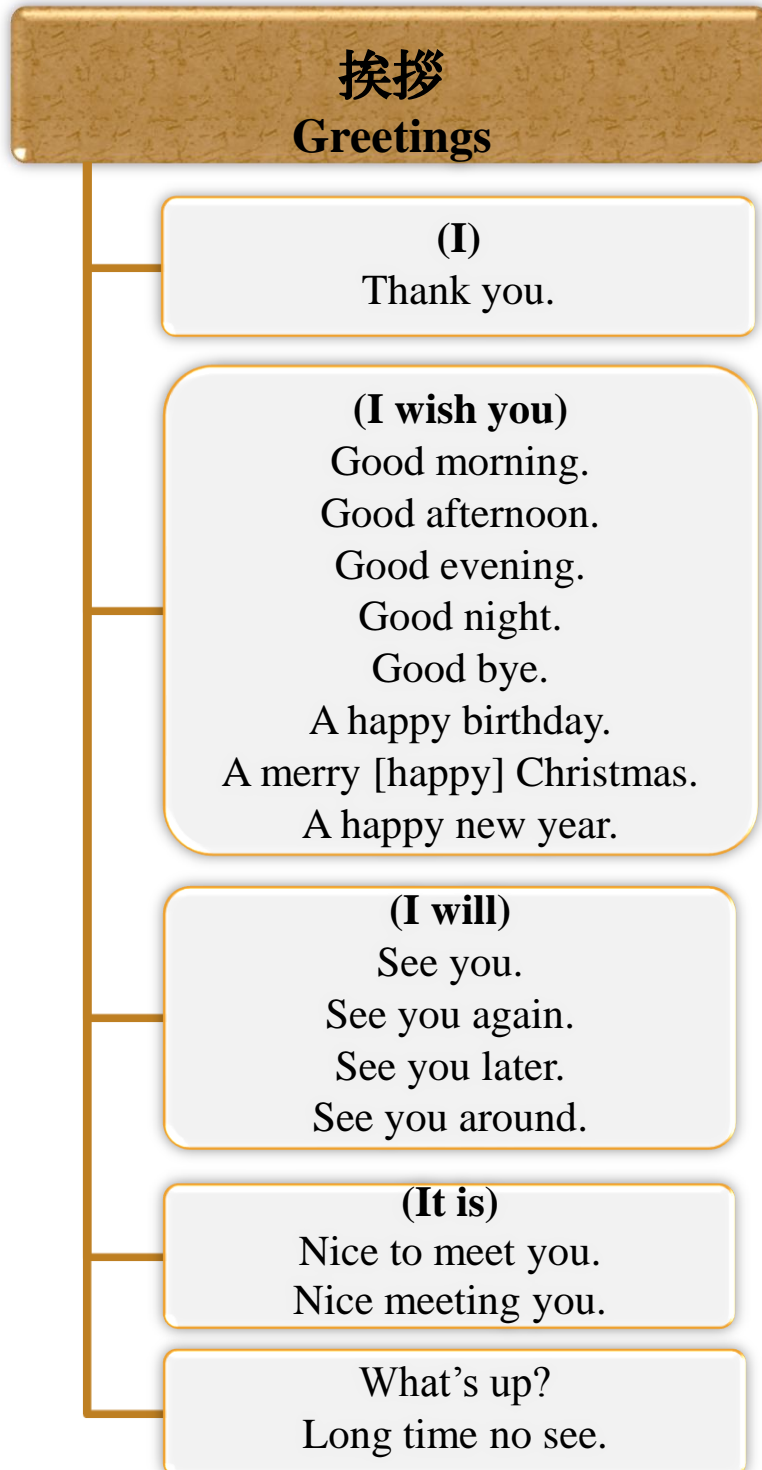 挨拶
Greetings
(I)
Thank you.
(I wish you)
Good morning.
Good afternoon.
Good evening.
Good night.
Good bye.
A happy birthday.
A merry [happy] Christmas.
A happy new year.
(I will)
See you.
See you again.
See you later.
See you around.
(It is)
Nice to meet you.
Nice meeting you.
What’s up?
Long time no see.